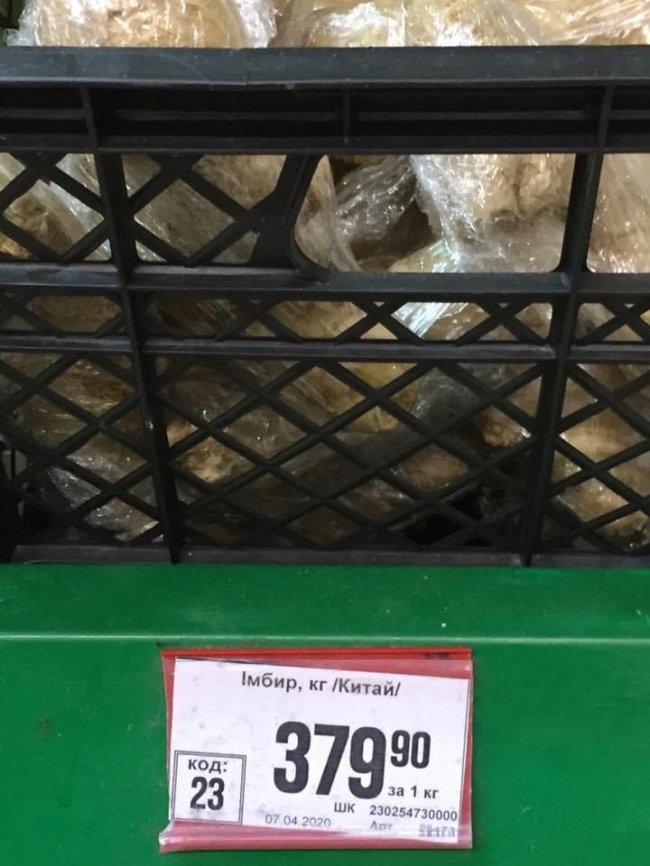 Імбир, кг /Китай/
379 90
за 1 кг
код:
23
ШК 230254730000
07.04.2020 Арт.